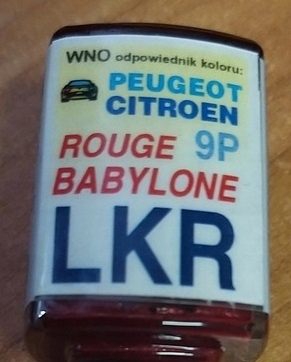 WNO odpowiednik koloru:
PEUGEOT
CITROEN
ROUGE 9P
BABYLONE
LKR